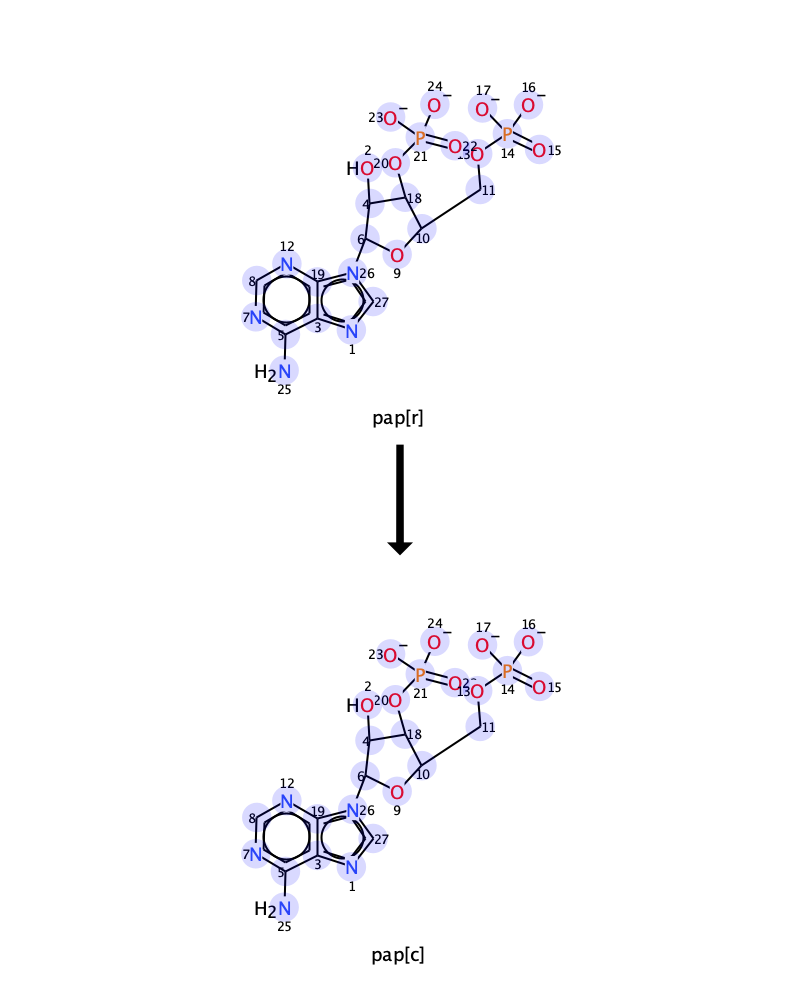 24 17 16
O− O− O−
23 O− O−
P O 22 13 O P O 15
2 21 14
HO 20 O
4 18 11
6 10
O
12 9
N N 26
8 19
27
7 N 3 N
5 1
H2N
25
pap[r]
24 17 16
O− O− O−
23 O− O−
P O 13 O P O 15
2 21 14
HO 20 O
4 18 11
6 10
O
12 9
N N 26
8 19
27
7 N 3 N
5 1
H2N
25
pap[c]